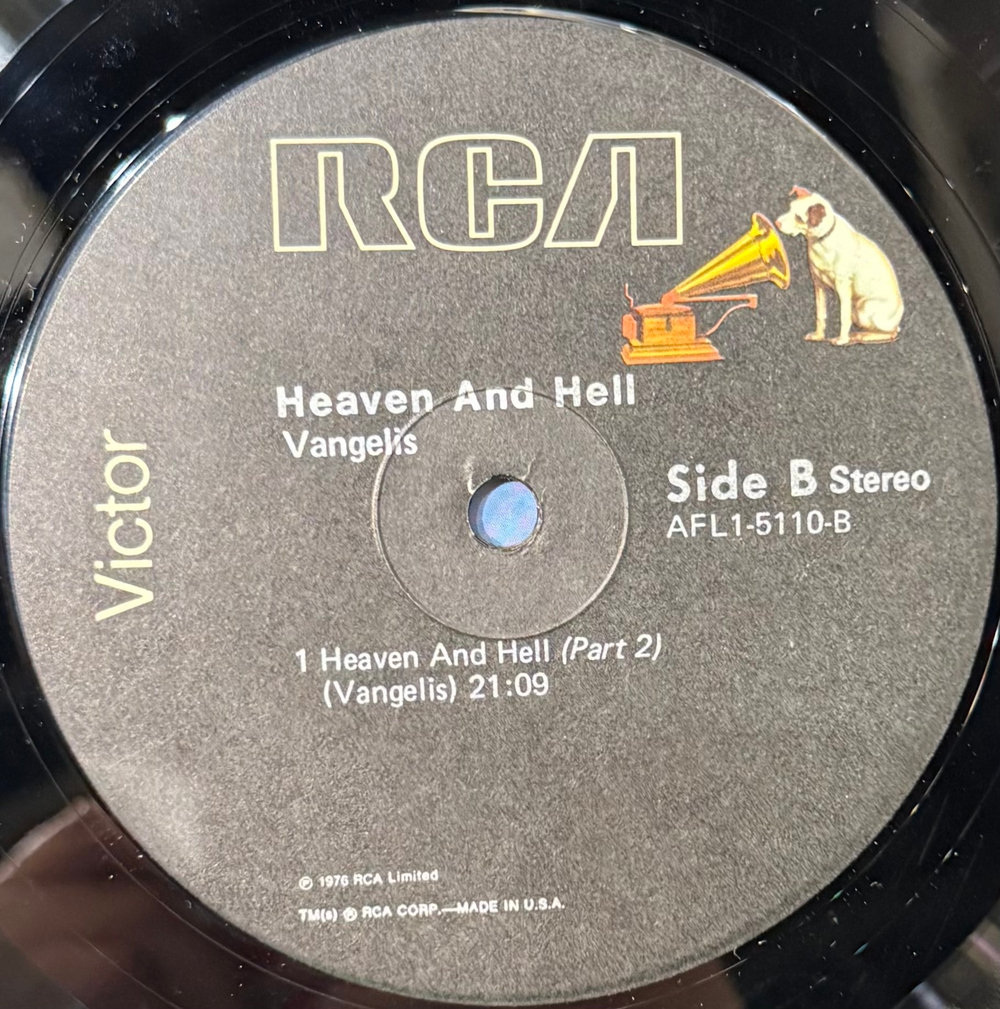 RCA
Victor
Heaven And Hell
Vangelis
Side B Stereo
AFL1-5110-B
1 Heaven And Hell (Part 2)
(Vangelis) 21:09
℗ 1976 RCA Limited
TM(s) ® RCA CORP.—MADE IN U.S.A.